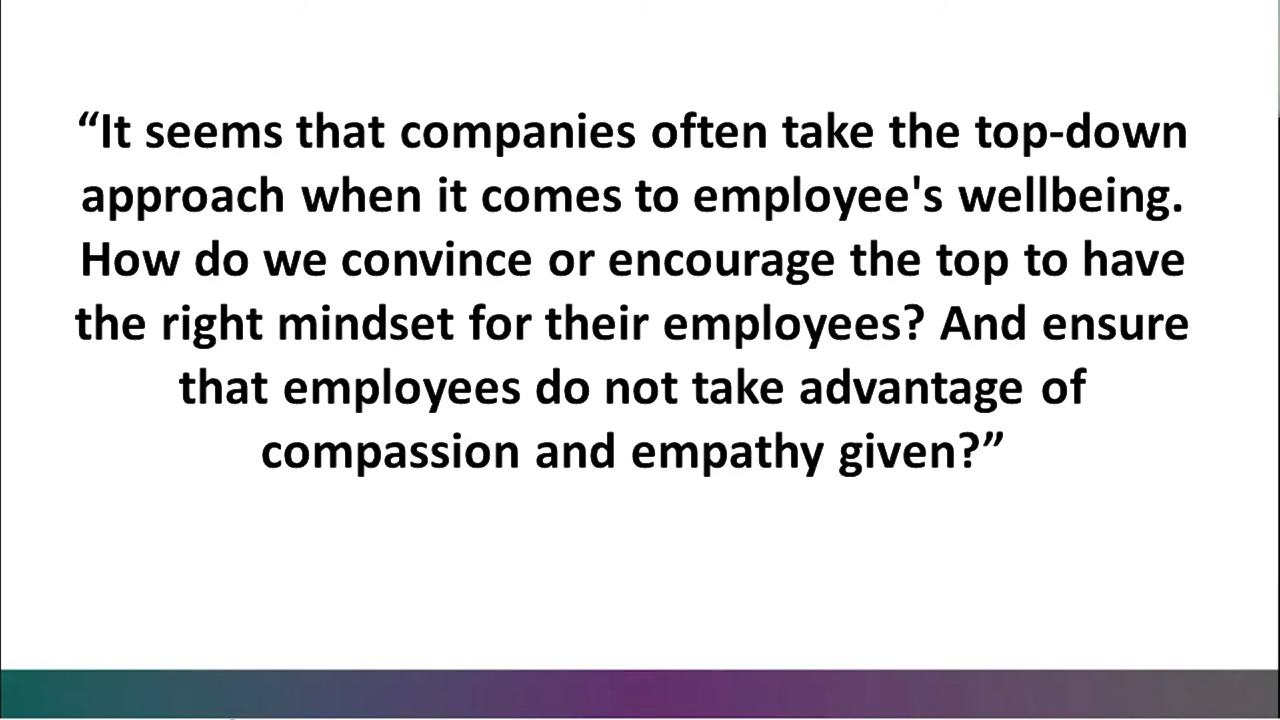 “It seems that companies often take the top-down
approach when it comes to employee's wellbeing.
How do we convince or encourage the top to have
the right mindset for their employees? And ensure
that employees do not take advantage of
compassion and empathy given?”